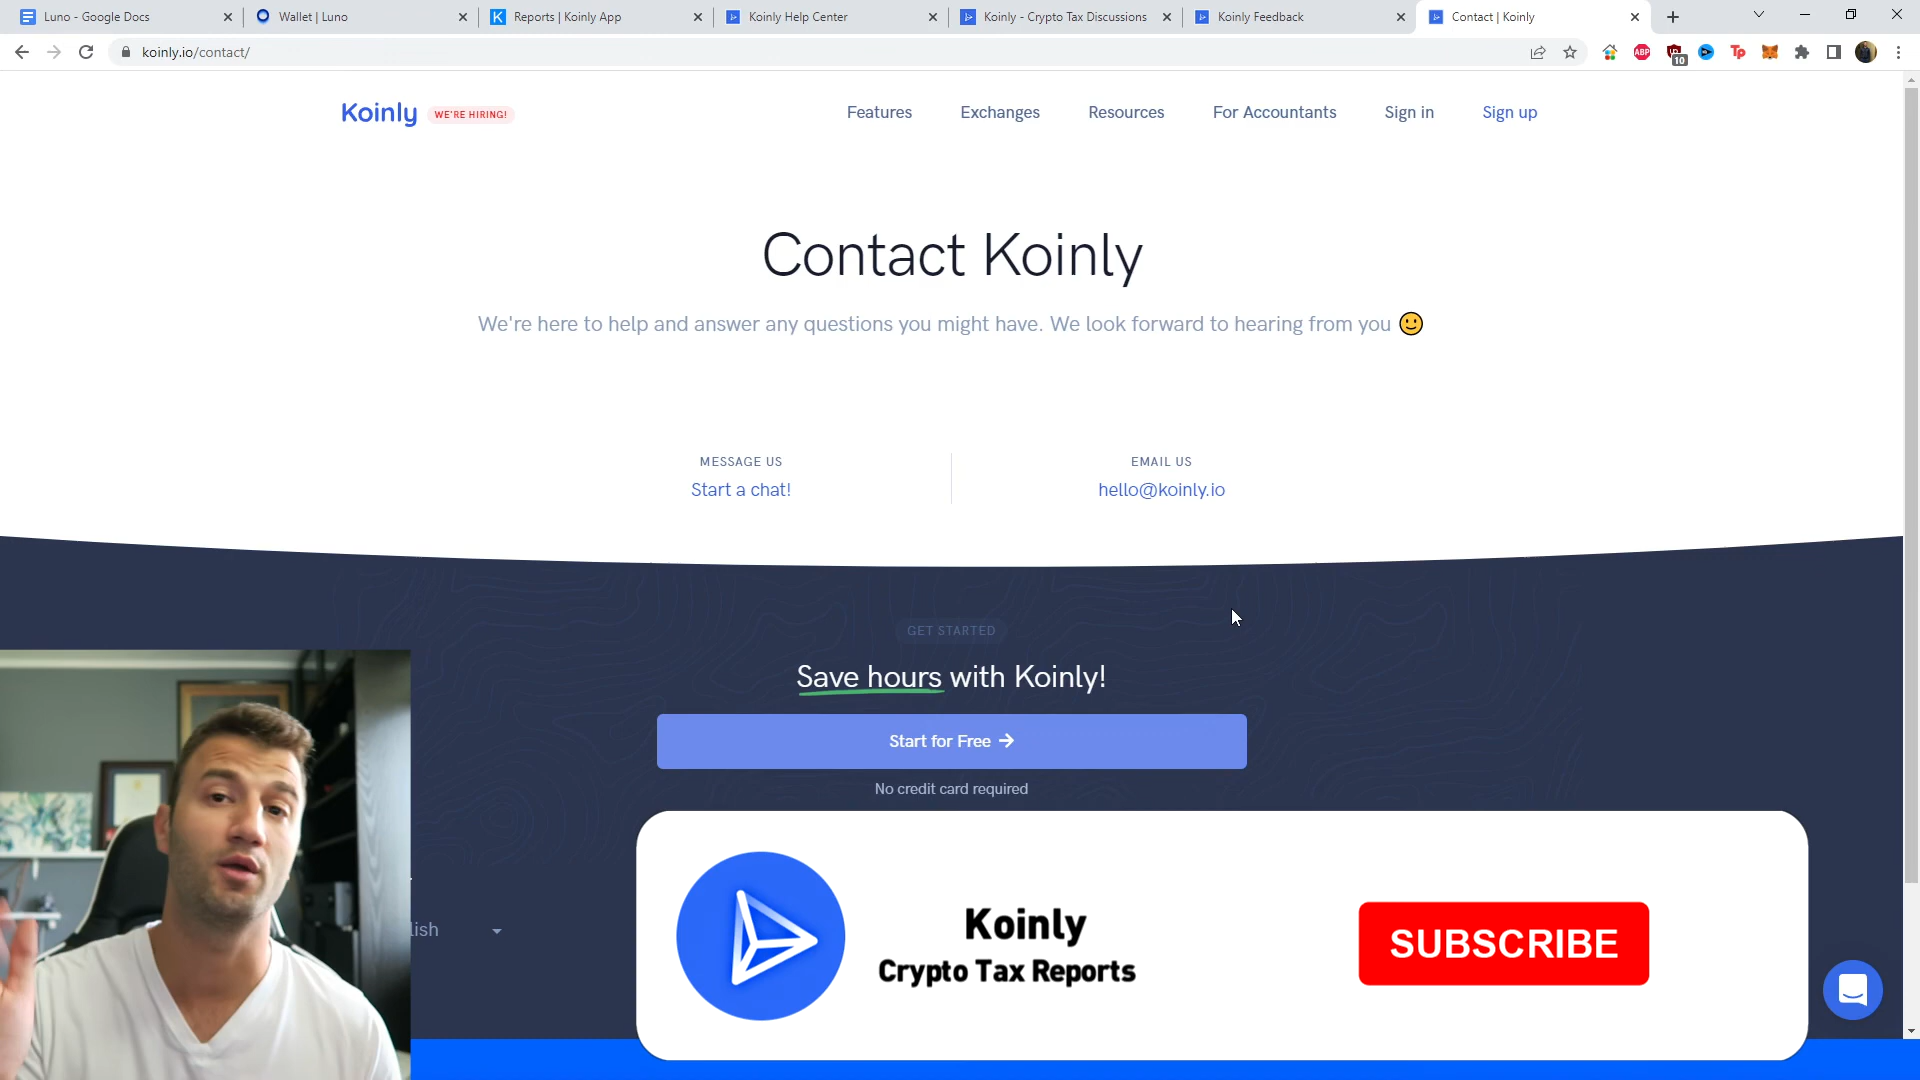 Luno - Google Docs
Wallet | Luno
Reports | Koinly App
Koinly Help Center
Koinly - Crypto Tax Discussions
Koinly Feedback
Contact | Koinly
koinly.io/contact/
ABP
10
Tp
Koinly
WE'RE HIRING!
Features
Exchanges
Resources
For Accountants
Sign in
Sign up
Contact Koinly
We're here to help and answer any questions you might have. We look forward to hearing from you
MESSAGE US
Start a chat!
EMAIL US
hello@koinly.io
GET STARTED
Save hours with Koinly!
Start for Free →
No credit card required
lish
Koinly
Crypto Tax Reports
SUBSCRIBE